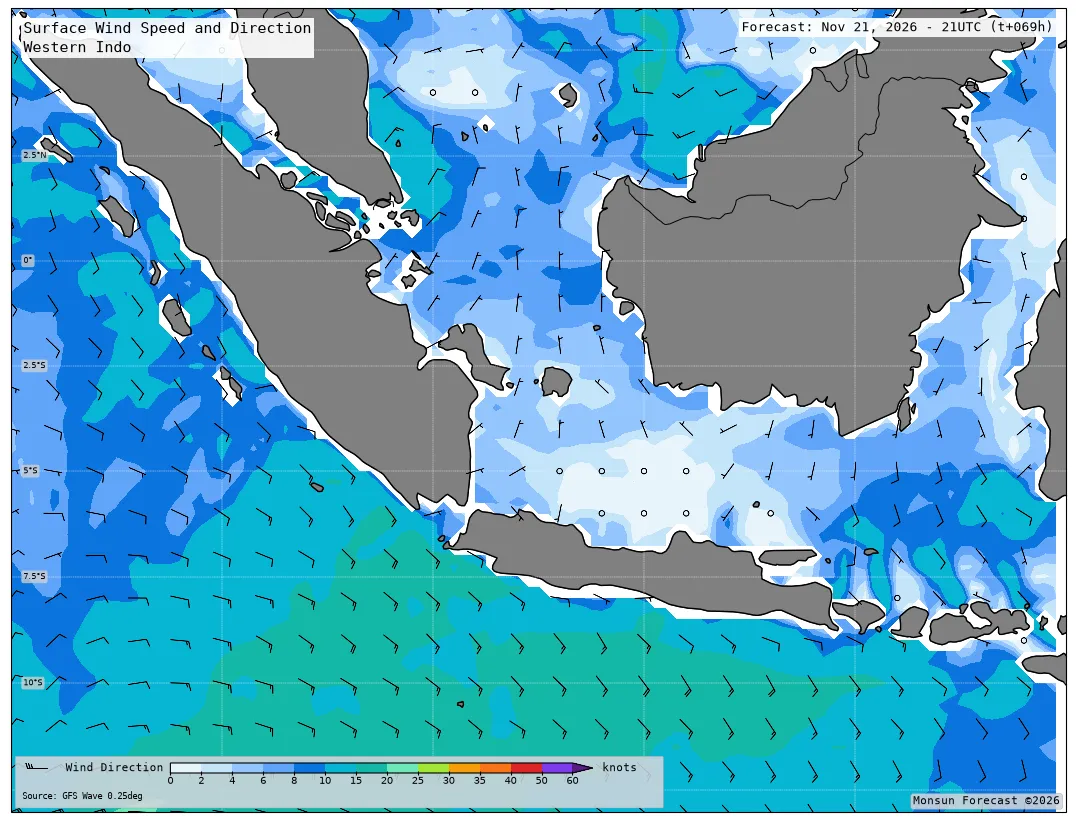 Surface Wind Speed and Direction
Western Indo
Forecast: Nov 21, 2026 - 21UTC (t+069h)
2.5°N
0°
2.5°S
5°S
7.5°S
10°S
Wind Direction
0 2 4 6 8 10 15 20 25 30 35 40 50 60
knots
Source: GFS Wave 0.25deg
Monsun Forecast ©2026